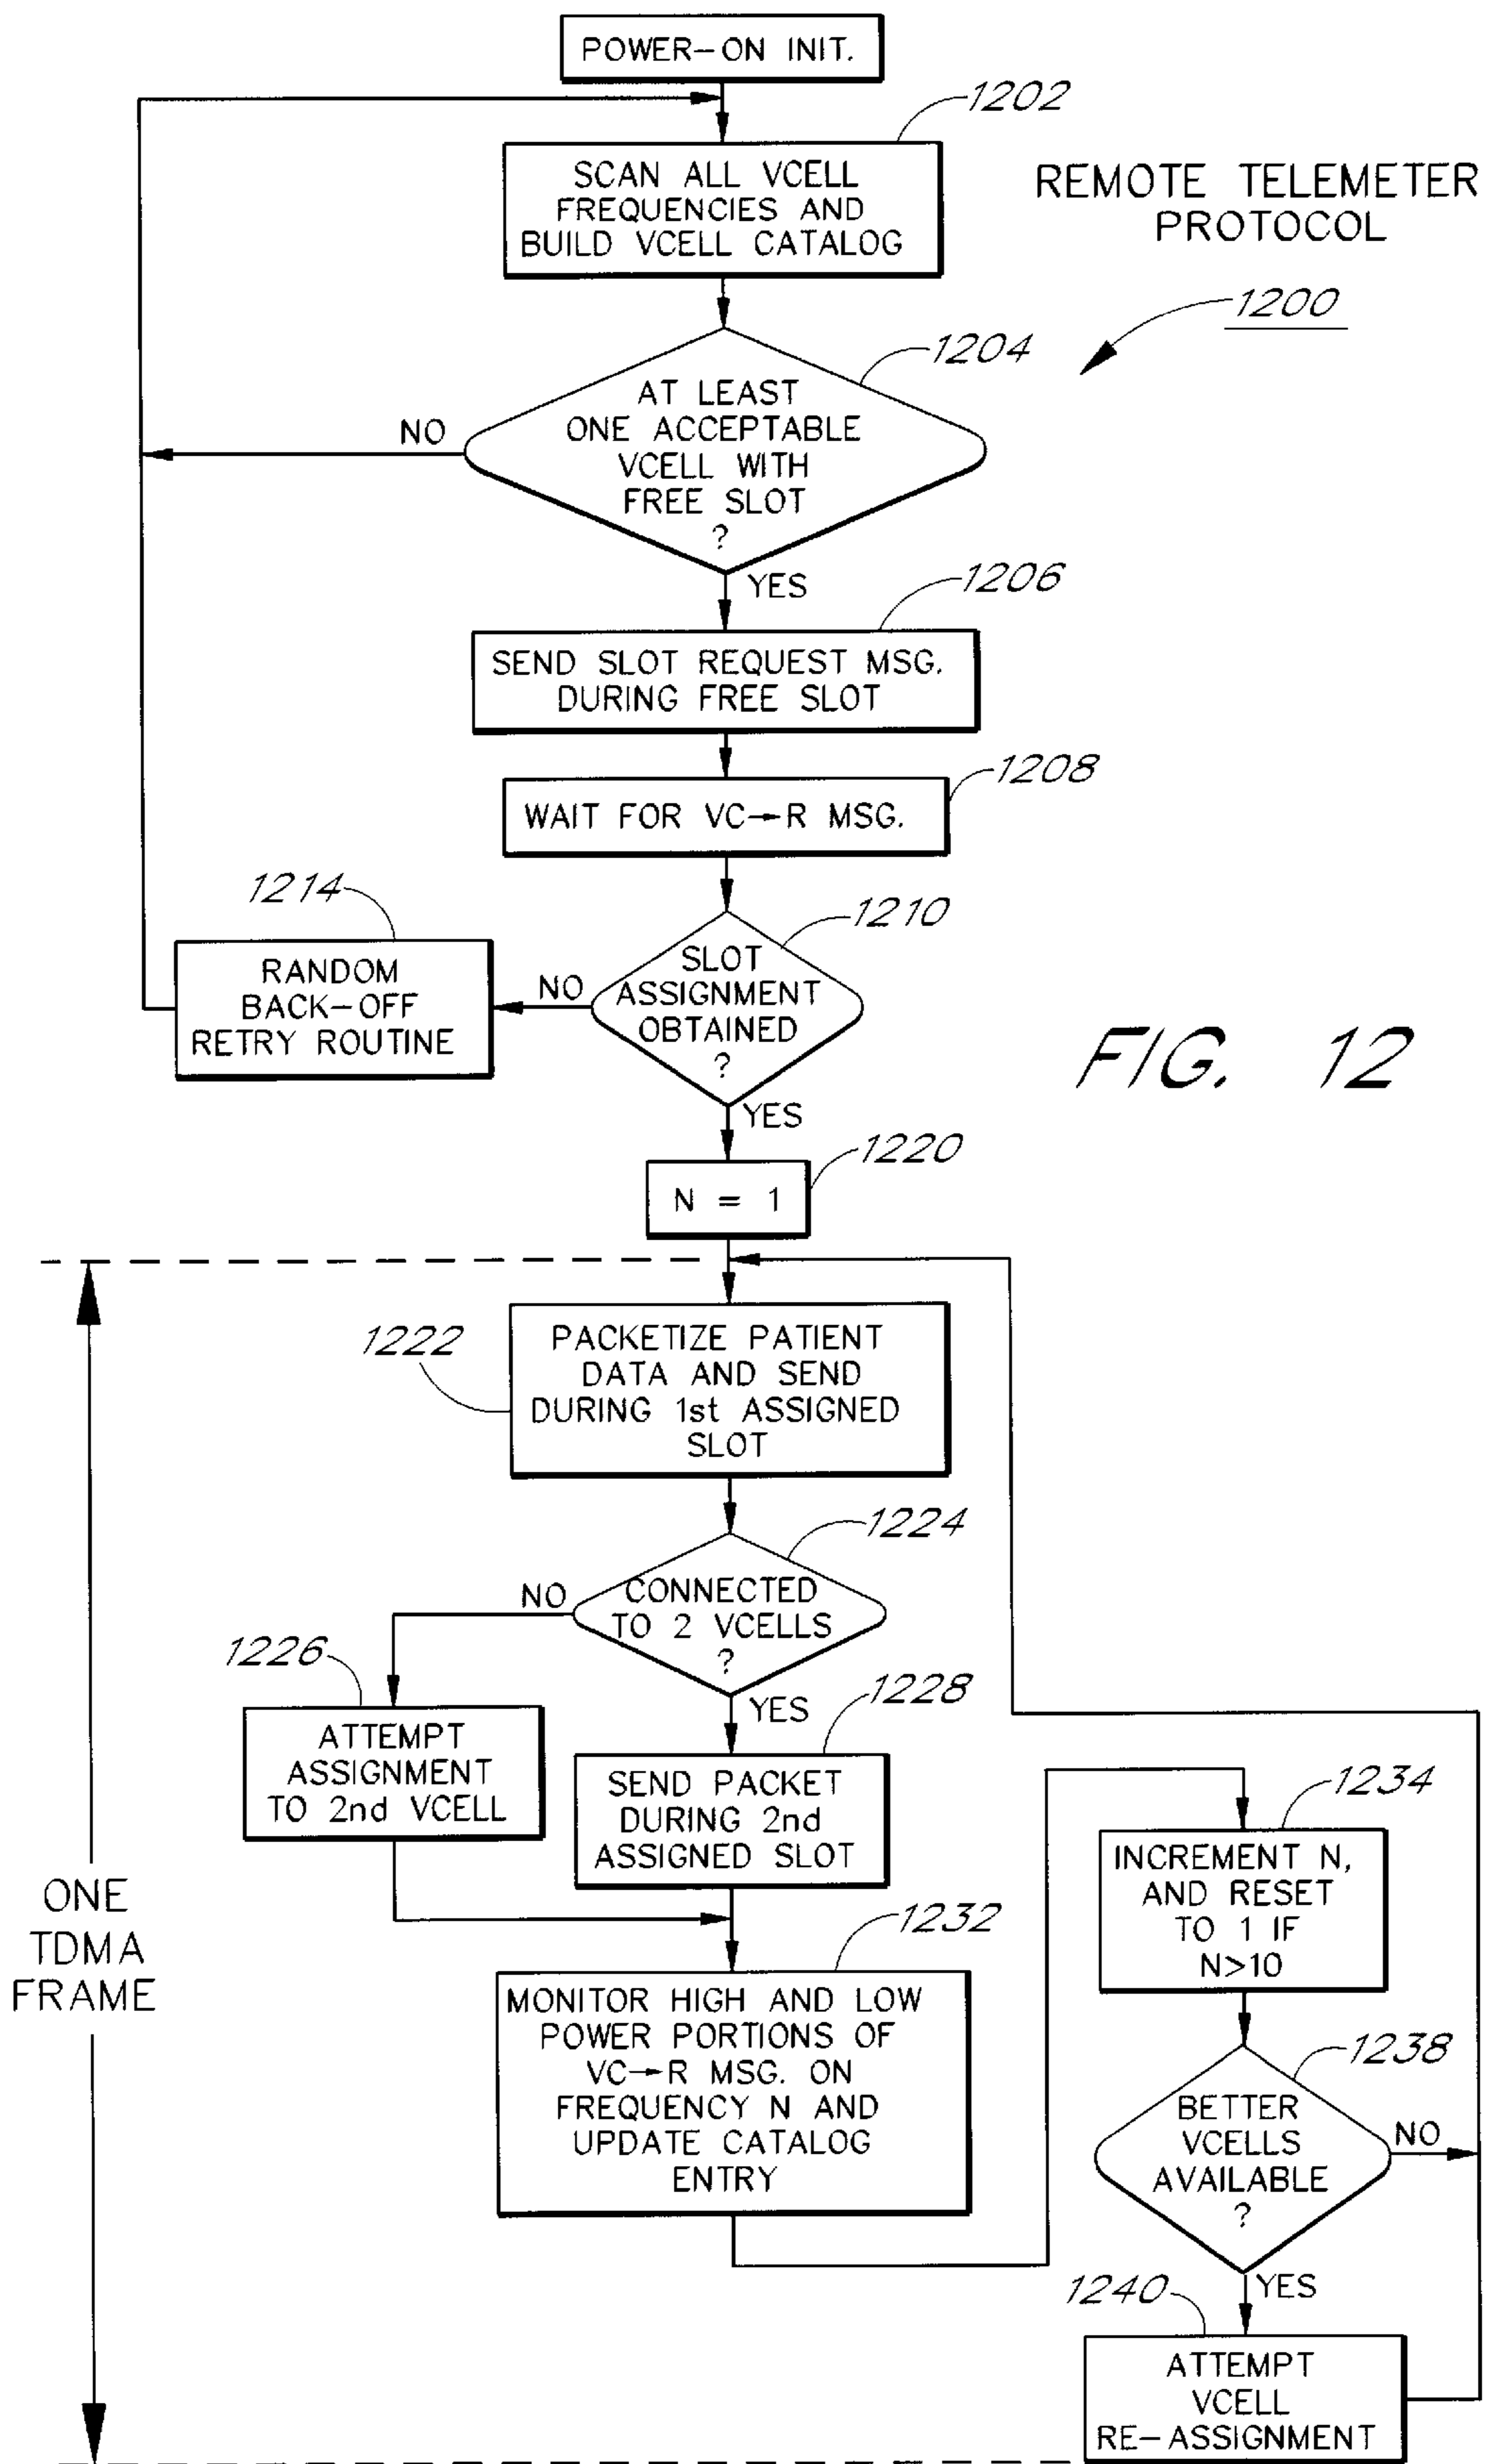 POWER-ON INIT.
1202
SCAN ALL VCELL
FREQUENCIES AND
BUILD VCELL CATALOG
REMOTE TELEMETER
PROTOCOL
1200
1204
AT LEAST
ONE ACCEPTABLE
VCELL WITH
FREE SLOT
?
NO
YES
1206
SEND SLOT REQUEST MSG.
DURING FREE SLOT
1208
WAIT FOR VC→R MSG.
1214
1210
RANDOM
BACK-OFF
RETRY ROUTINE
NO
SLOT
ASSIGNMENT
OBTAINED
?
FIG. 12
YES
1220
N = 1
1222
PACKETIZE PATIENT
DATA AND SEND
DURING 1st ASSIGNED
SLOT
1224
NO
CONNECTED
TO 2 VCELLS
?
1226
YES
1228
ATTEMPT
ASSIGNMENT
TO 2nd VCELL
SEND PACKET
DURING 2nd
ASSIGNED SLOT
1234
INCREMENT N,
AND RESET
TO 1 IF
N>10
ONE
TDMA
FRAME
1232
MONITOR HIGH AND LOW
POWER PORTIONS OF
VC→R MSG. ON
FREQUENCY N AND
UPDATE CATALOG
ENTRY
1238
BETTER
VCELLS
AVAILABLE
?
NO
YES
1240
ATTEMPT
VCELL
RE-ASSIGNMENT